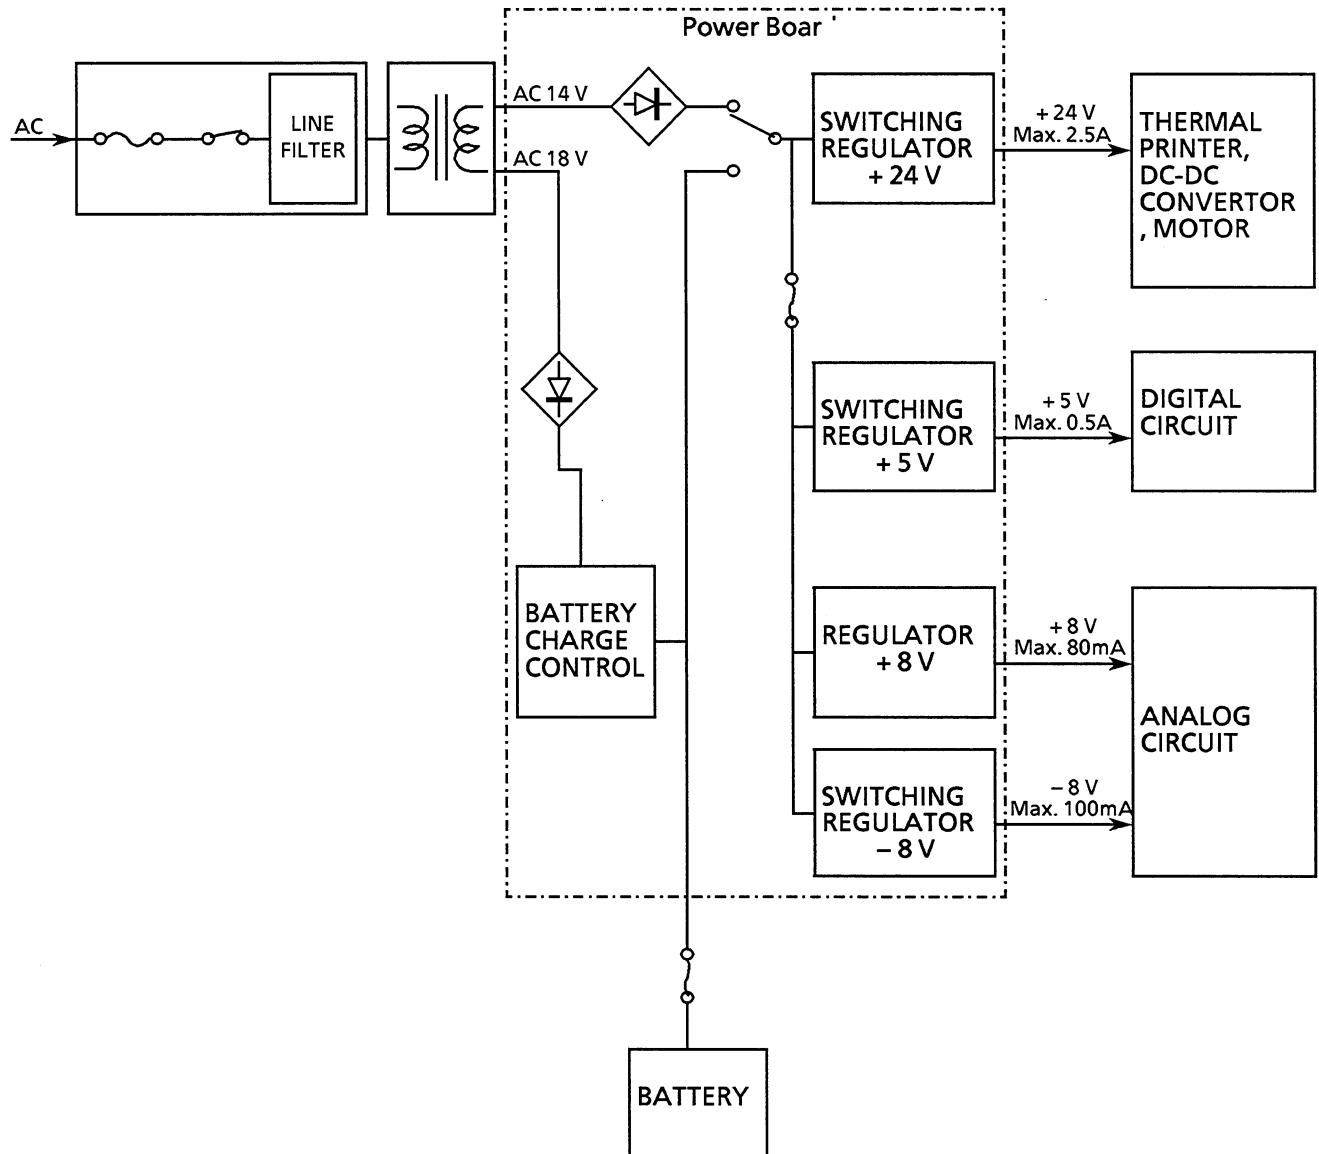 Power Boar
AC
LINE
FILTER
AC 14 V
AC 18 V
SWITCHING
REGULATOR
+ 24 V
+ 24 V
Max. 2.5A
THERMAL
PRINTER,
DC-DC
CONVERTOR
, MOTOR
SWITCHING
REGULATOR
+ 5 V
+ 5 V
Max. 0.5A
DIGITAL
CIRCUIT
BATTERY
CHARGE
CONTROL
REGULATOR
+ 8 V
+ 8 V
Max. 80mA
ANALOG
CIRCUIT
SWITCHING
REGULATOR
– 8 V
– 8 V
Max. 100mA
BATTERY